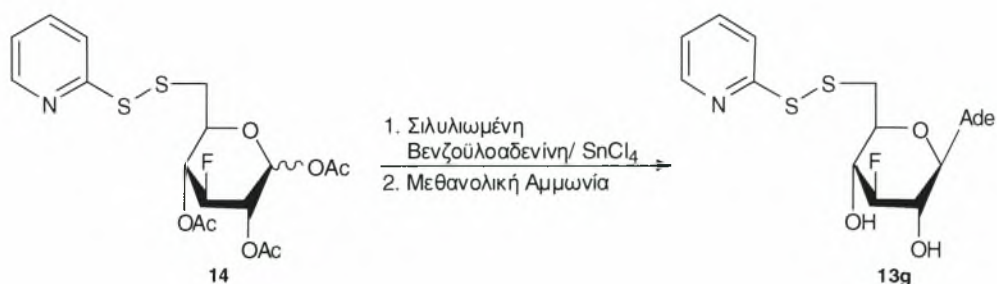 N
S
S
F
O
OAc
OAc
OAc
14
1. Σιλυλιωμένη
Βενζοϋλοαδενίνη/ SnCl4
2. Μεθανολική Αμμωνία
N
S
S
F
O
Ade
OH
OH
13g